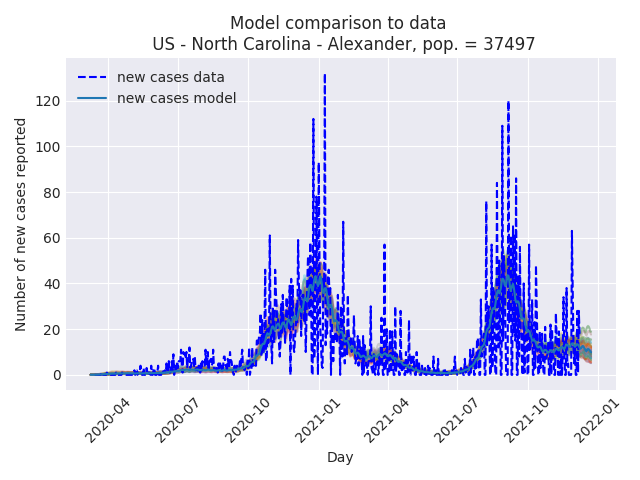 Model comparison to data
US - North Carolina - Alexander, pop. = 37497
new cases data
new cases model
Number of new cases reported
120
100
80
60
40
20
0
2020-04
2020-07
2020-10
2021-01
2021-04
2021-07
2021-10
2022-01
Day